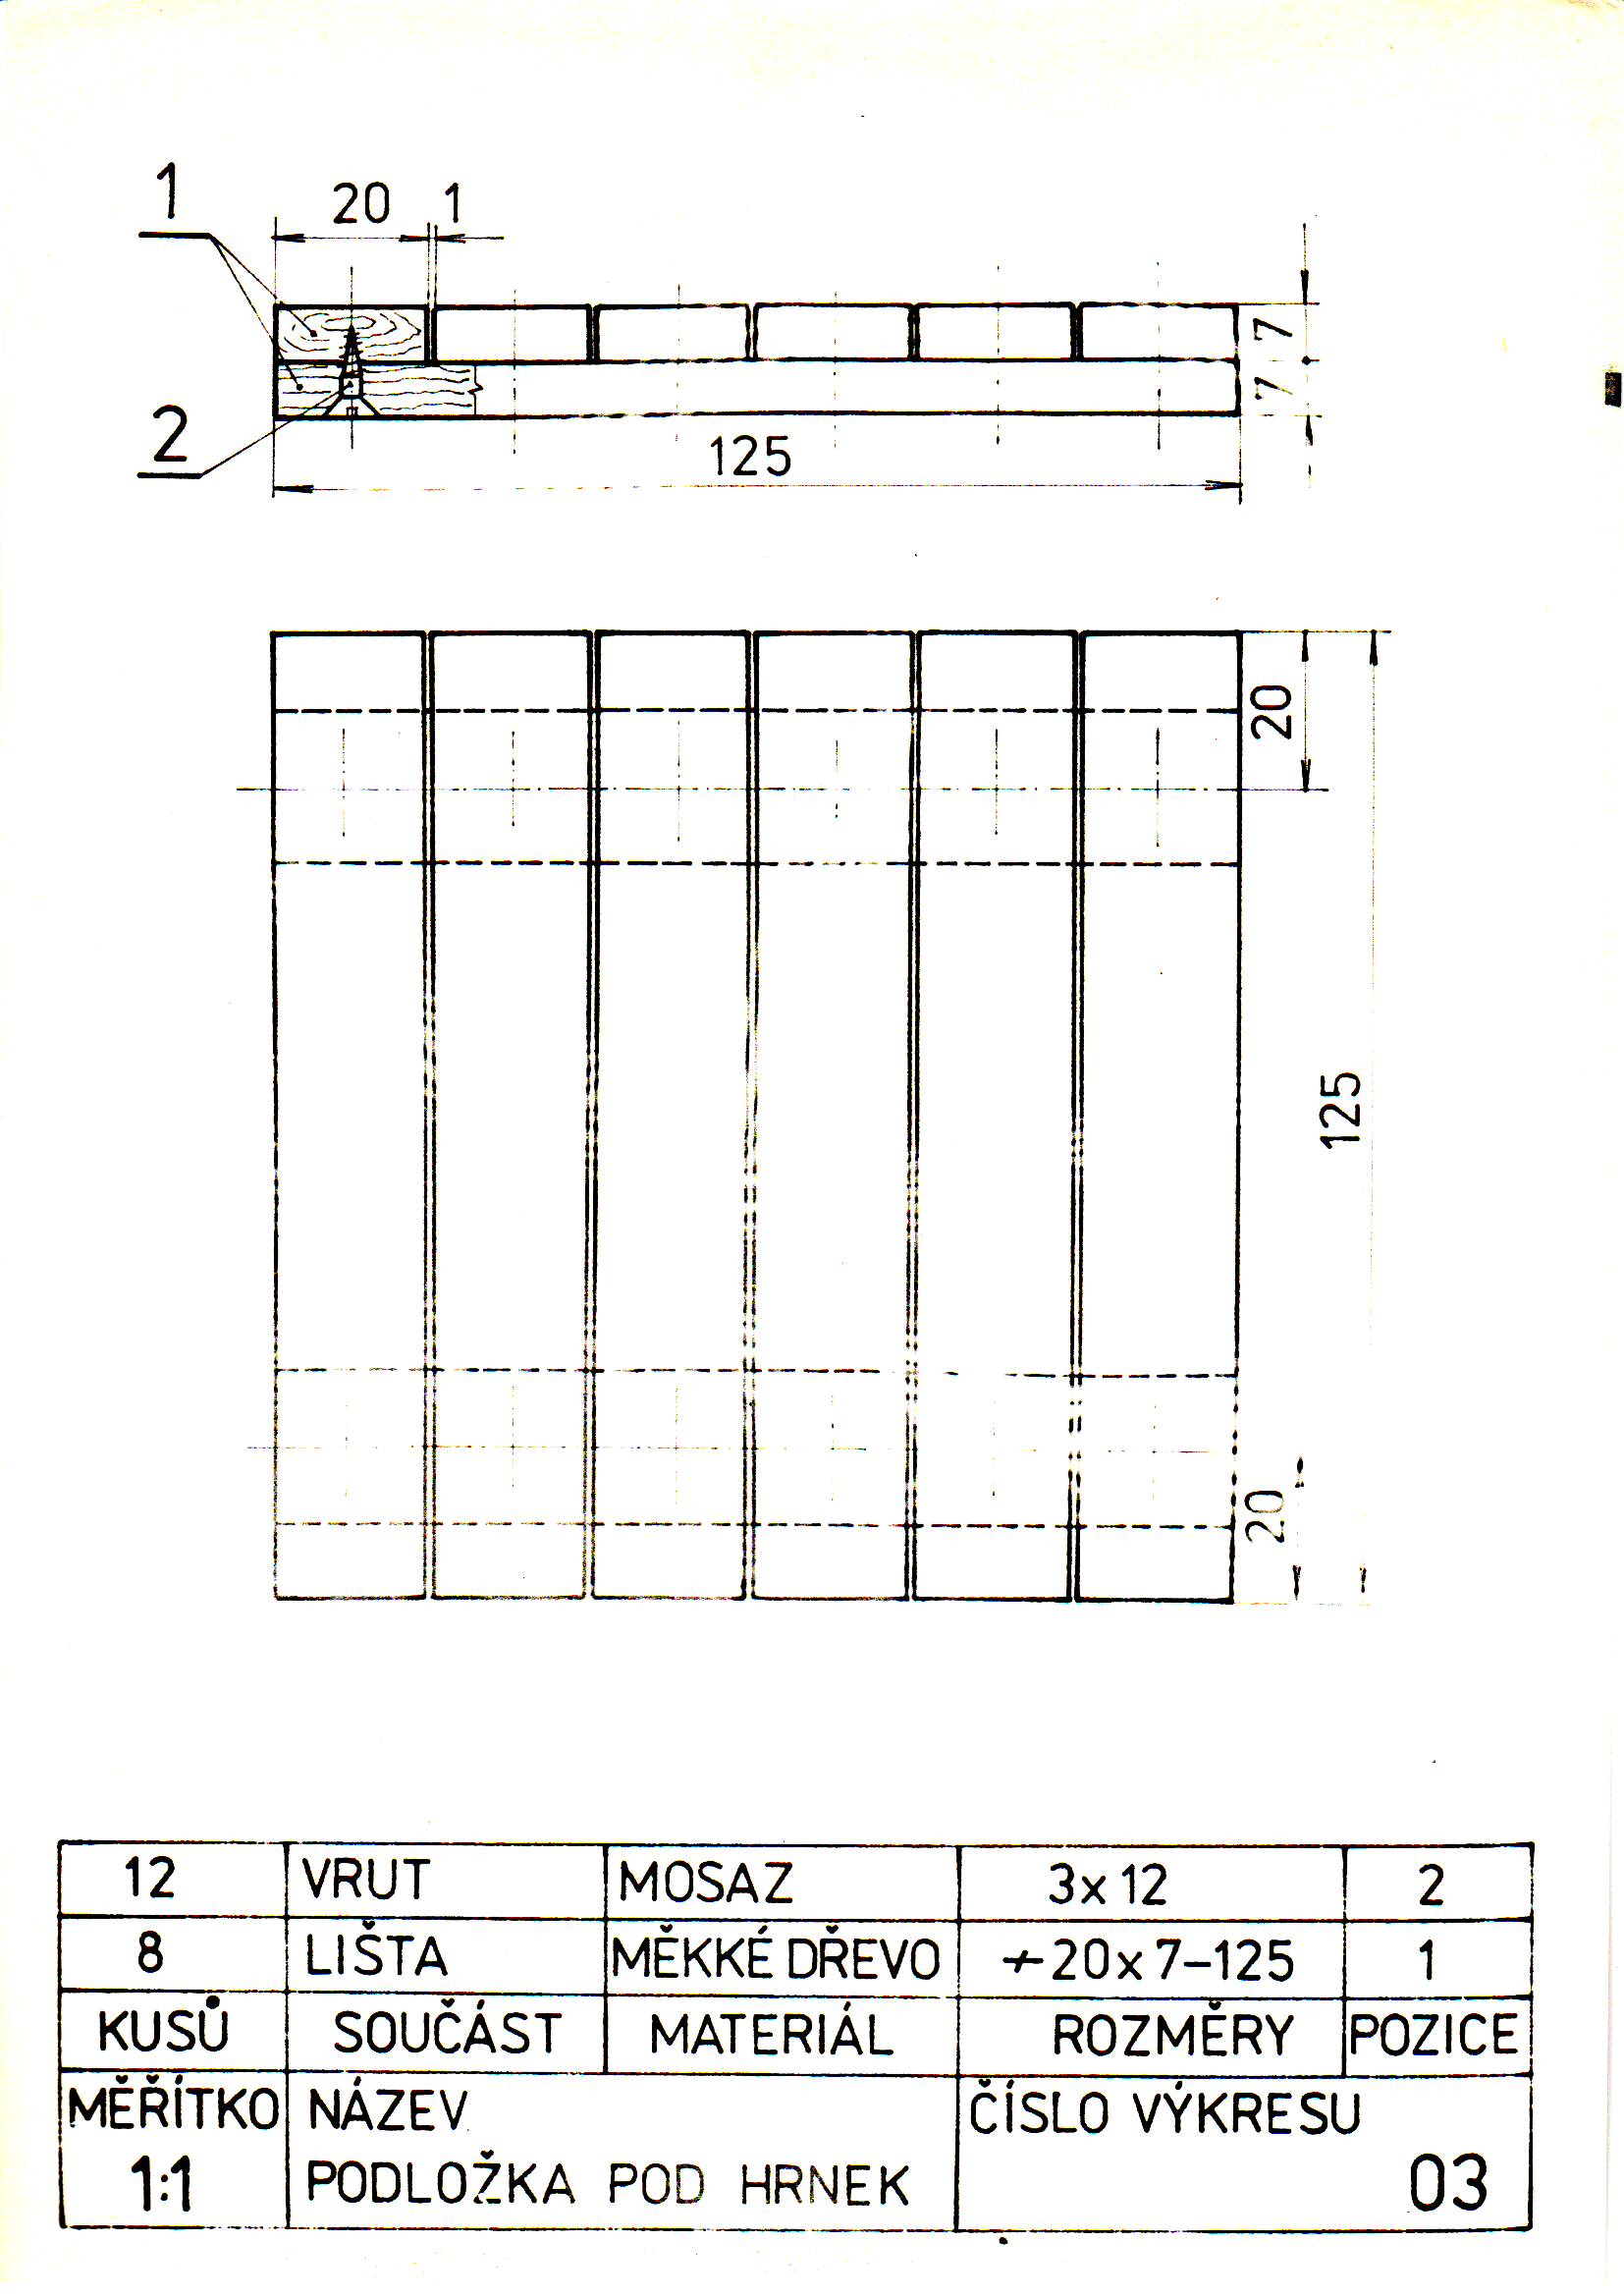 1
20 1
7
7
2
125
20
125
20
12 VRUT MOSAZ 3x12 2
8 LIŠTA MĚKKÉ DŘEVO +20x7-125 1
KUSŮ SOUČÁST MATERIÁL ROZMĚRY POZICE
MĚŘÍTKO NÁZEV ČÍSLO VÝKRESU
1:1 PODLOŽKA POD HRNEK 03